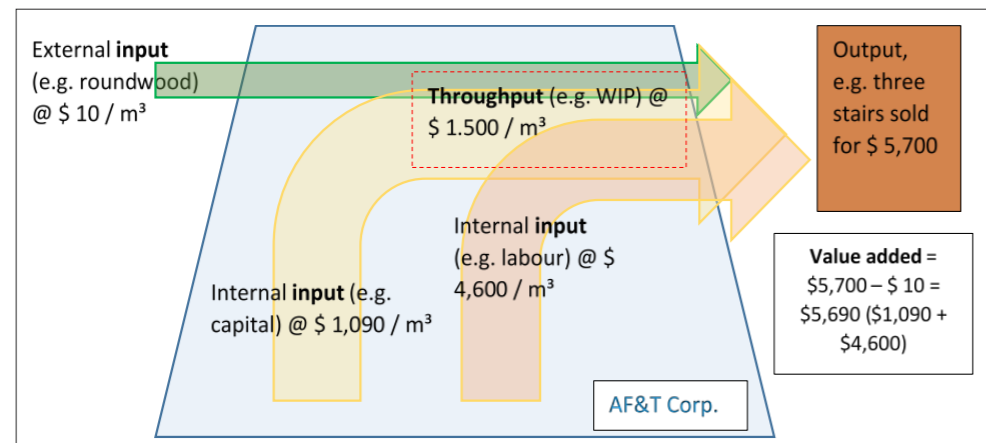 External input
(e.g. roundwood)
@ $ 10 / m³
Throughput (e.g. WIP) @
$ 1.500 / m³
Internal input
(e.g. labour) @ $
4,600 / m³
Internal input (e.g.
capital) @ $ 1,090 / m³
Output,
e.g. three
stairs sold
for $ 5,700
Value added =
$5,700 – $ 10 =
$5,690 ($1,090 +
$4,600)
AF&T Corp.